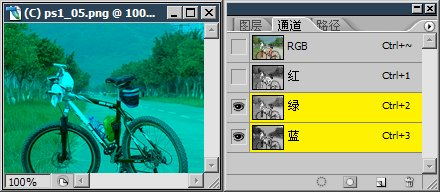 (C) ps1_05.png @ 100...
100%
图层 通道 路径
RGB Ctrl+~
红 Ctrl+1
绿 Ctrl+2
蓝 Ctrl+3